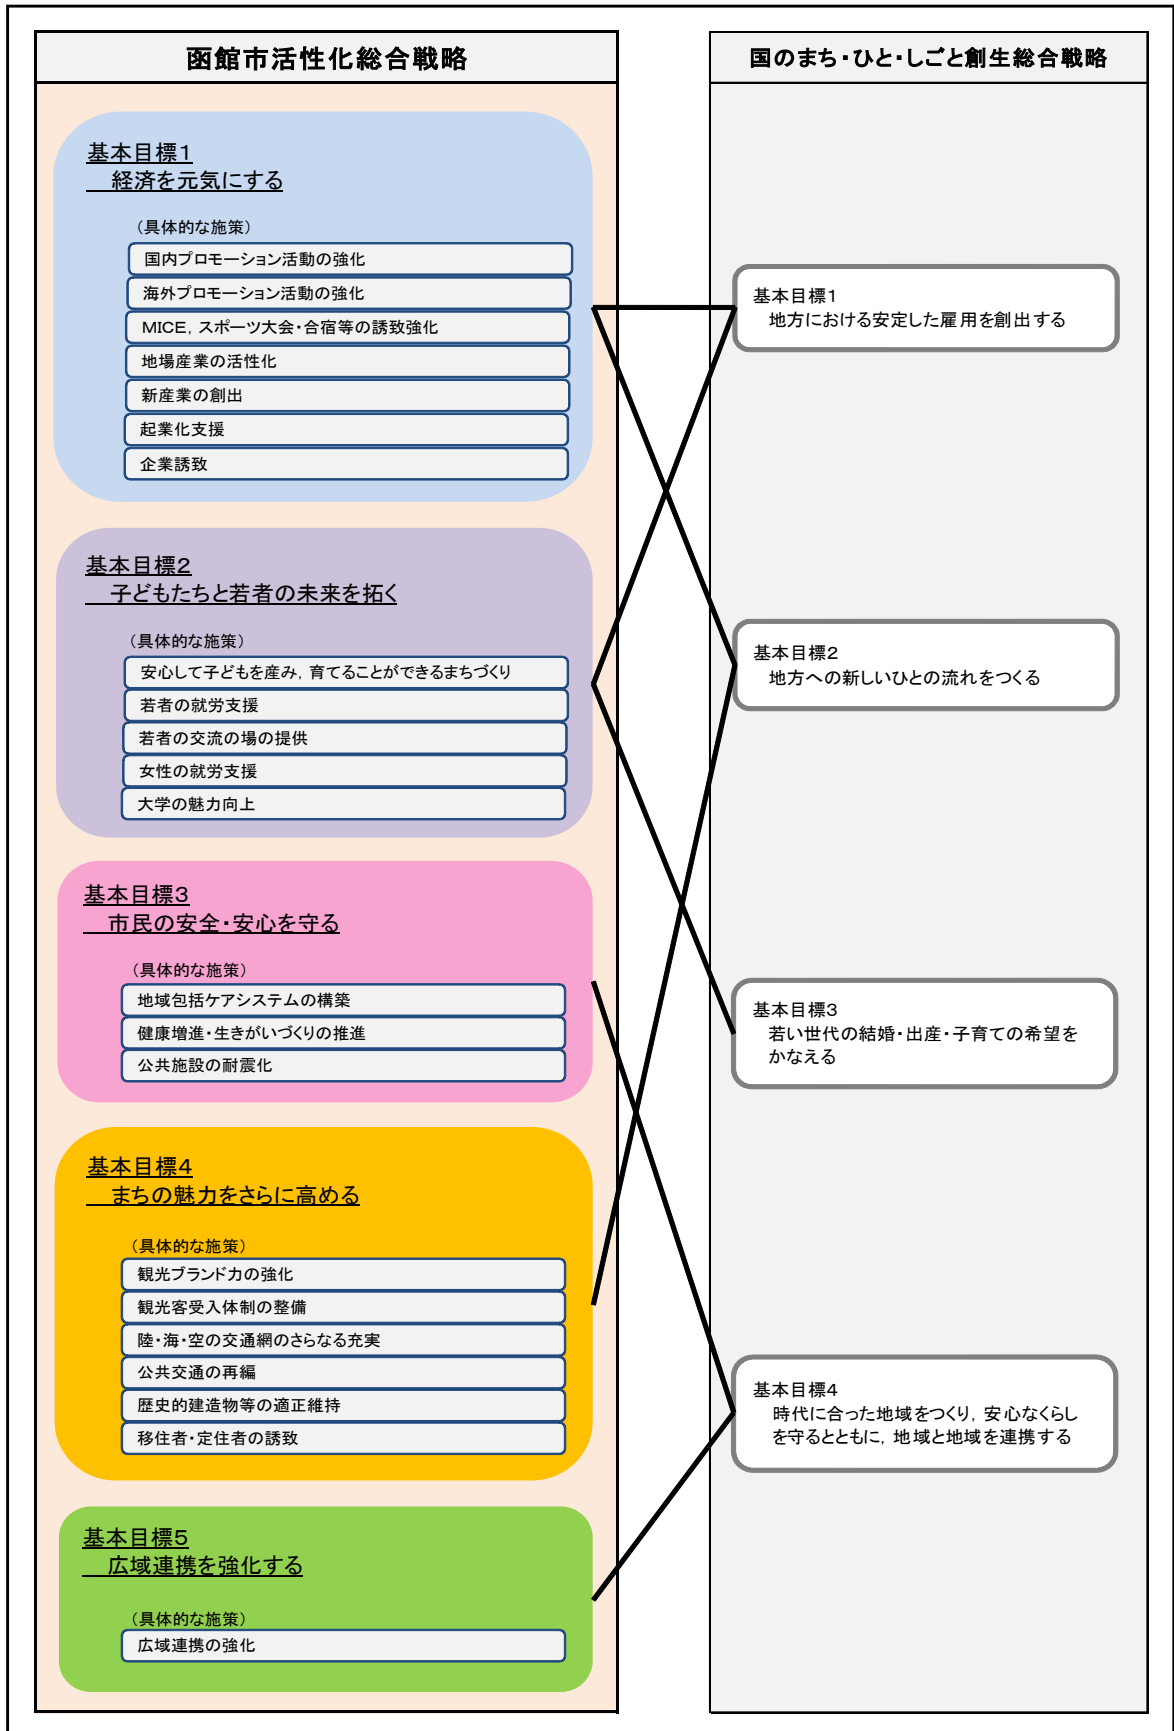 函館市活性化総合戦略
基本目標1
経済を元気にする
（具体的な施策）
国内プロモーション活動の強化
海外プロモーション活動の強化
MICE，スポーツ大会・合宿等の誘致強化
地場産業の活性化
新産業の創出
起業化支援
企業誘致
基本目標2
子どもたちと若者の未来を拓く
（具体的な施策）
安心して子どもを産み，育てることができるまちづくり
若者の就労支援
若者の交流の場の提供
女性の就労支援
大学の魅力向上
基本目標3
市民の安全・安心を守る
（具体的な施策）
地域包括ケアシステムの構築
健康増進・生きがいづくりの推進
公共施設の耐震化
基本目標4
まちの魅力をさらに高める
（具体的な施策）
観光ブランド力の強化
観光客受入体制の整備
陸・海・空の交通網のさらなる充実
公共交通の再編
歴史的建造物等の適正維持
移住者・定住者の誘致
基本目標5
広域連携を強化する
（具体的な施策）
広域連携の強化
国のまち・ひと・しごと創生総合戦略
基本目標1
地方における安定した雇用を創出する
基本目標2
地方への新しいひとの流れをつくる
基本目標3
若い世代の結婚・出産・子育ての希望を
かなえる
基本目標4
時代に合った地域をつくり，安心なくらし
を守るとともに，地域と地域を連携する